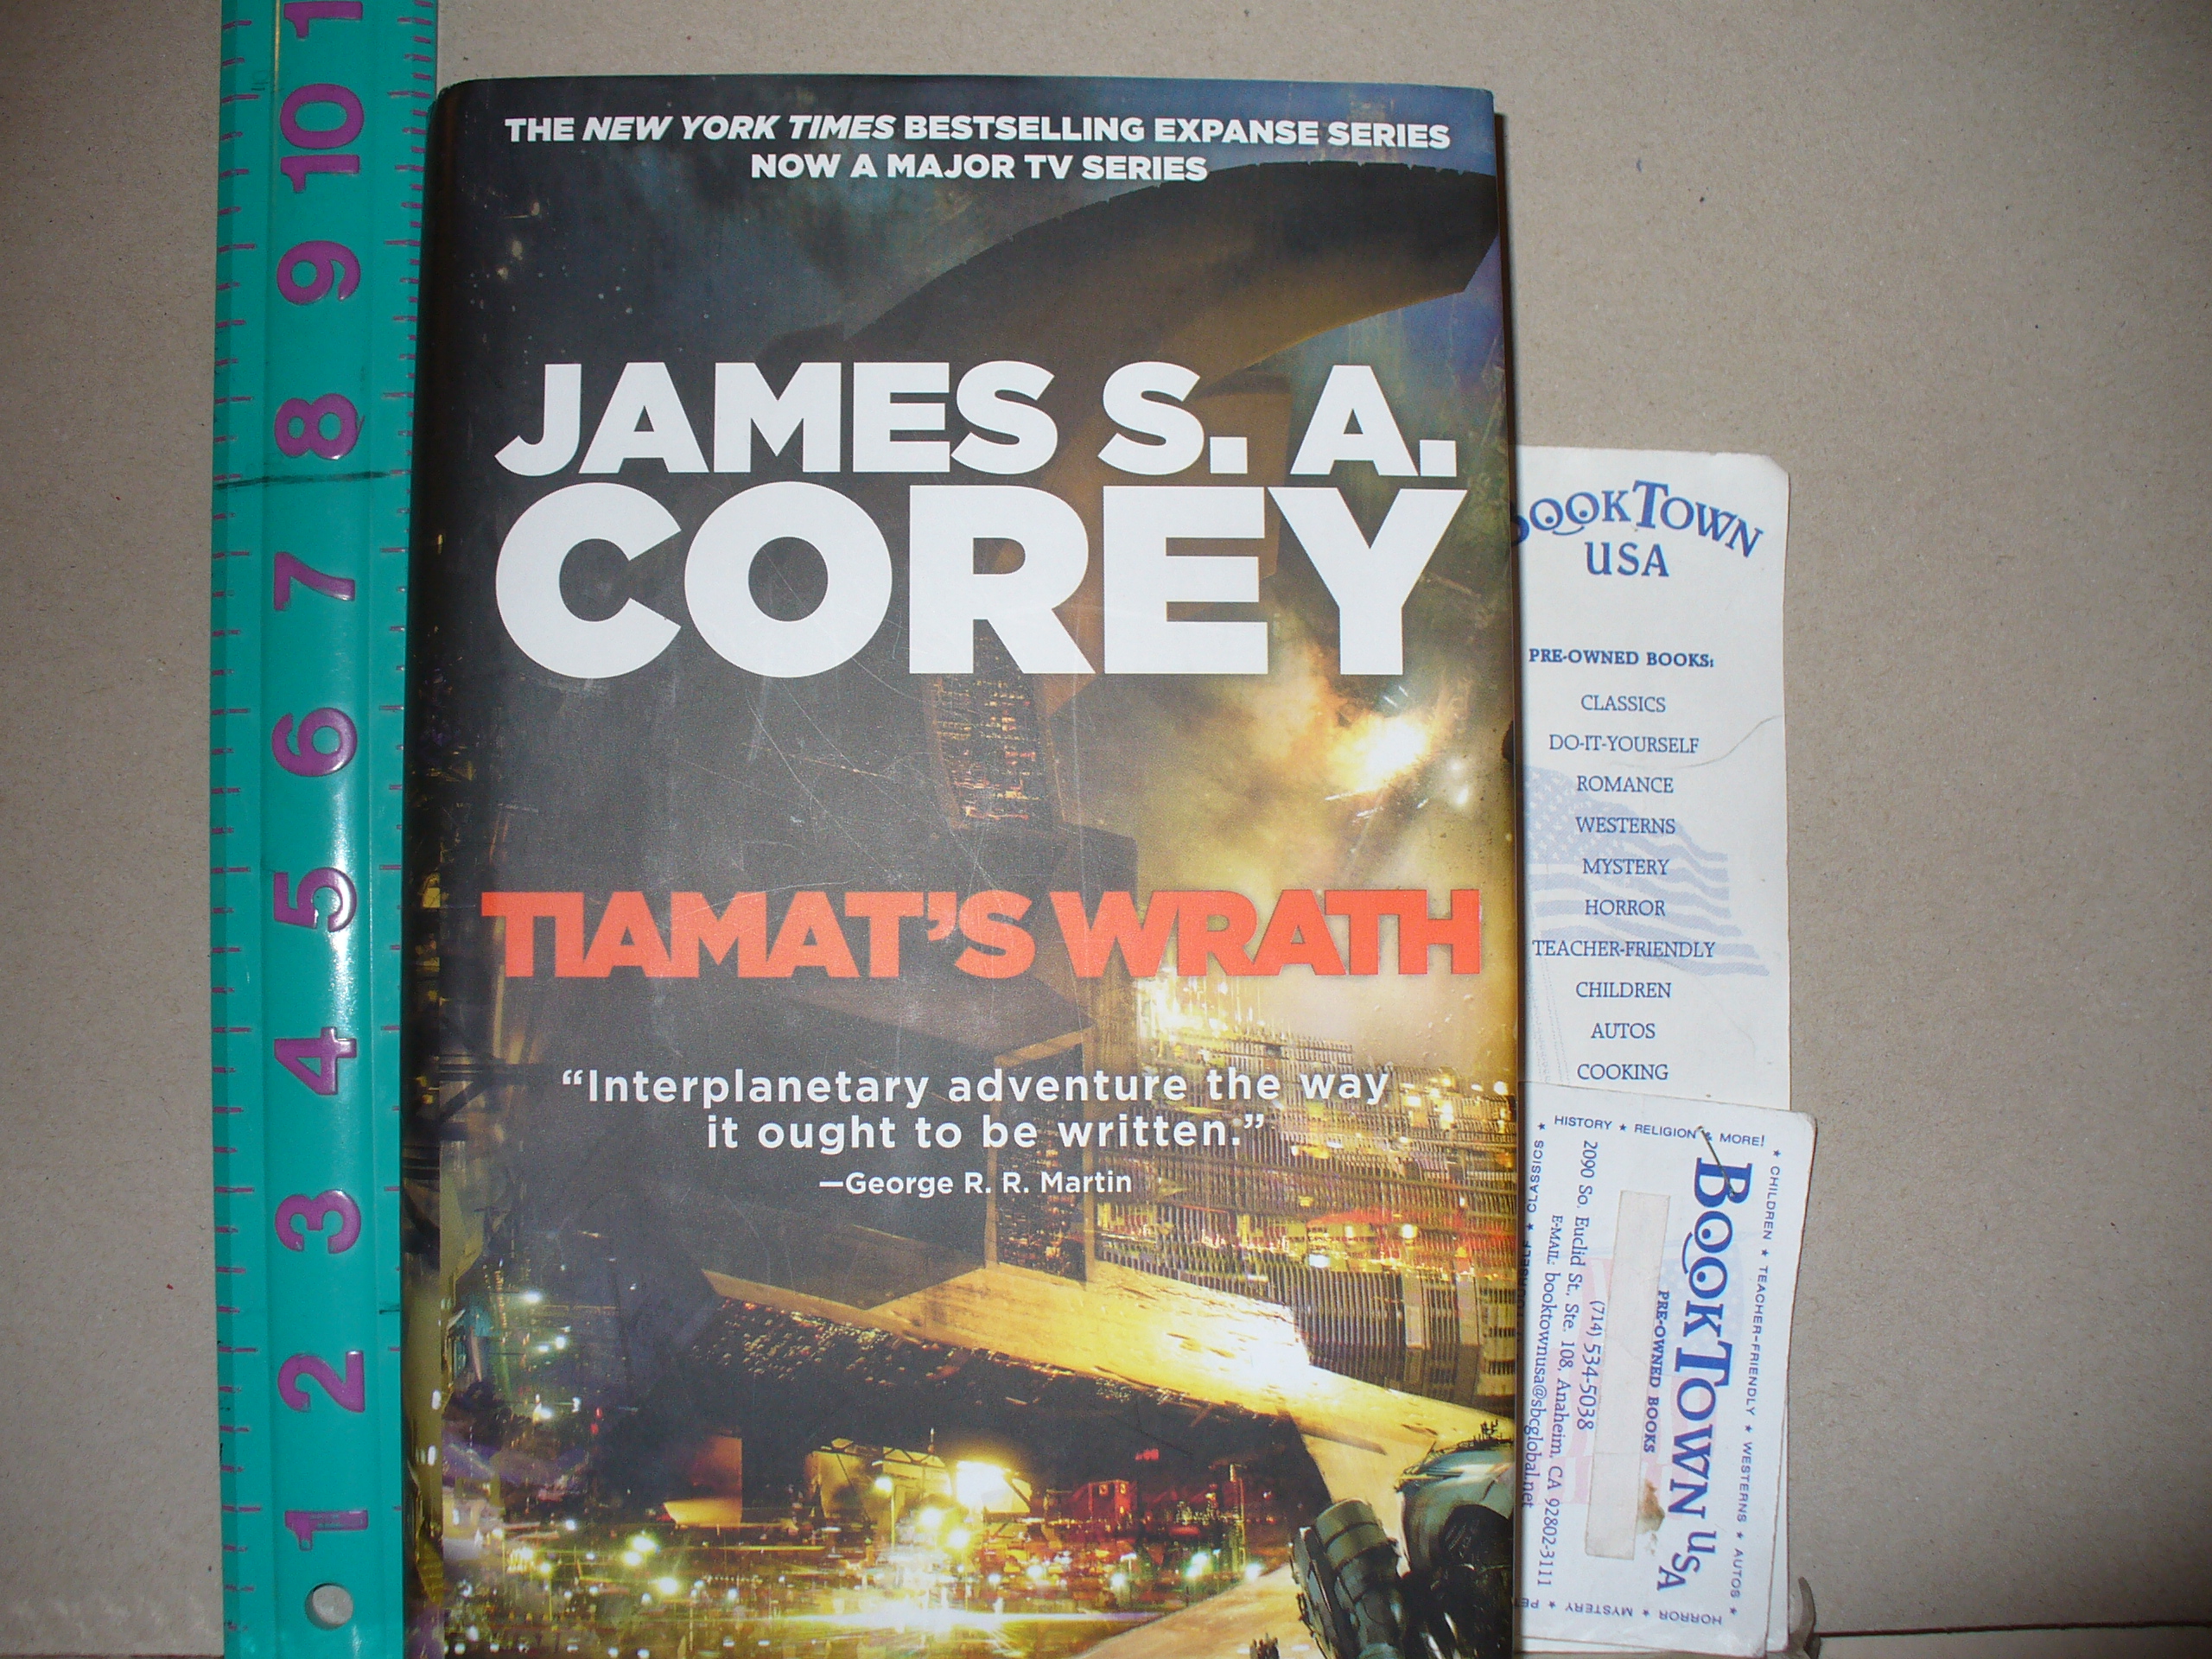 THE NEW YORK TIMES BESTSELLING EXPANSE SERIES
NOW A MAJOR TV SERIES
JAMES S. A.
COREY
TIAMAT'S WRATH
“Interplanetary adventure the way
it ought to be written.”
—George R. R. Martin
1
10
9
8
7
6
5
4
3
2
1
BOOKTOWN
USA
PRE-OWNED BOOKS:
CLASSICS
DO-IT-YOURSELF
ROMANCE
WESTERNS
MYSTERY
HORROR
TEACHER-FRIENDLY
CHILDREN
AUTOS
COOKING
★ CLASSICS ★ HISTORY ★ RELIGION ★ MORE!
★ CHILDREN ★ TEACHER-FRIENDLY ★ WESTERNS ★ AUTOS ★
HORROR ★ MYSTERY ★
BOOKTOWN USA
PRE-OWNED BOOKS
(714) 534-5038
2090 So. Euclid St., Ste. 108, Anaheim, CA 92802-3111
E-MAIL: booktownusa@sbcglobal.net